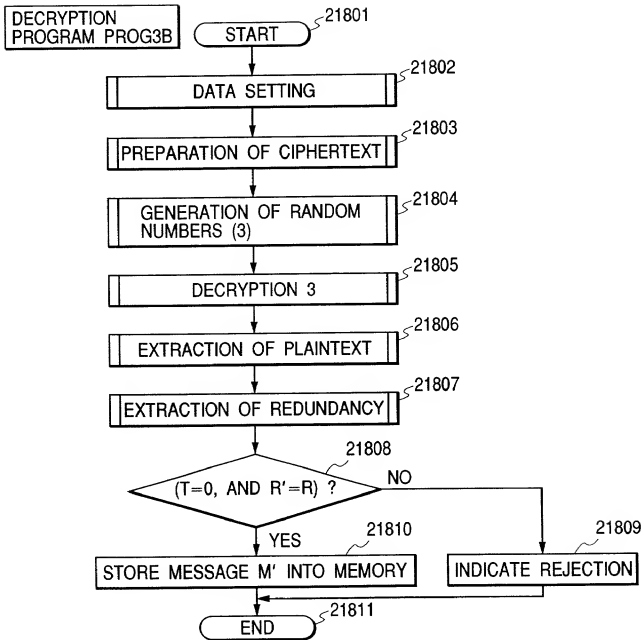 DECRYPTION
PROGRAM PROG3B
START
21801
DATA SETTING
21802
PREPARATION OF CIPHERTEXT
21803
GENERATION OF RANDOM
NUMBERS (3)
21804
DECRYPTION 3
21805
EXTRACTION OF PLAINTEXT
21806
EXTRACTION OF REDUNDANCY
21807
(T=0, AND R'=R) ?
21808
NO
YES
21810
STORE MESSAGE M' INTO MEMORY
21809
INDICATE REJECTION
END
21811